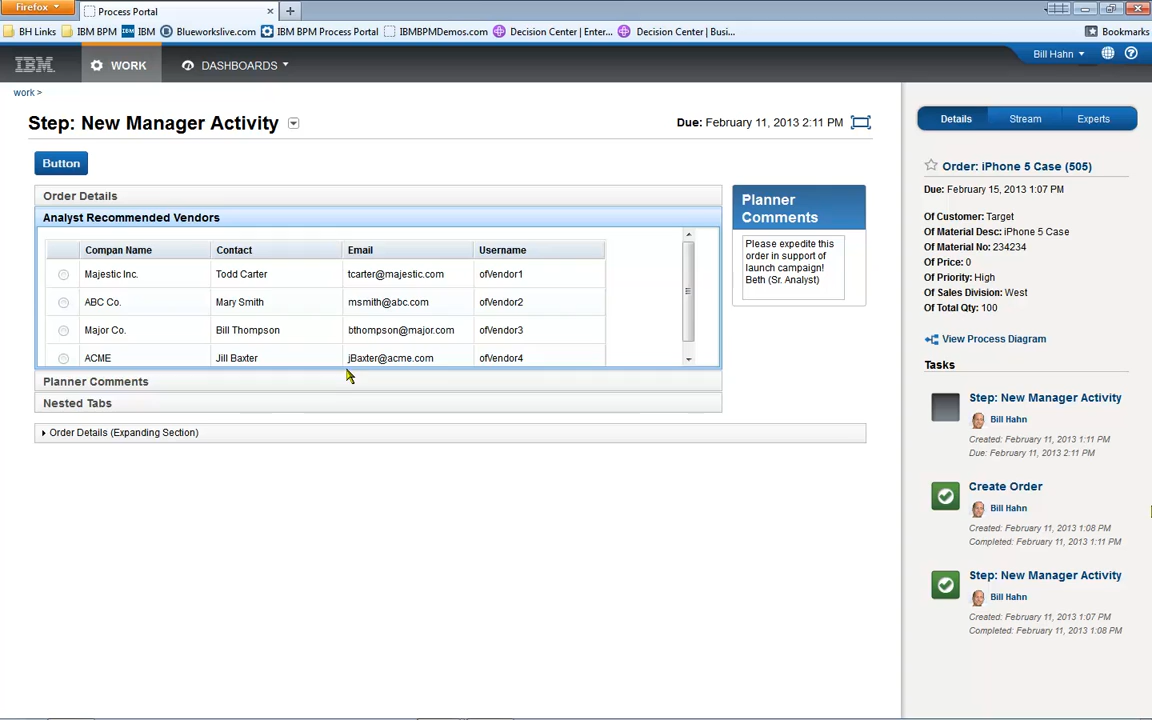 Firefox
Process Portal
BH Links IBM BPM IBM Blueworkslive.com IBM BPM Process Portal IBMBPMDemos.com Decision Center | Enter... Decision Center | Busi... Bookmarks
IBM WORK DASHBOARDS Bill Hahn
work >
Step: New Manager Activity
Due: February 11, 2013 2:11 PM
Button
Order Details
Analyst Recommended Vendors
Compan Name Contact Email Username
Majestic Inc. Todd Carter tcarter@majestic.com ofVendor1
ABC Co. Mary Smith msmith@abc.com ofVendor2
Major Co. Bill Thompson bthompson@major.com ofVendor3
ACME Jill Baxter jBaxter@acme.com ofVendor4
Planner Comments
Nested Tabs
Order Details (Expanding Section)
Planner
Comments
Please expedite this
order in support of
launch campaign!
Beth (Sr. Analyst)
Details Stream Experts
Order: iPhone 5 Case (505)
Due: February 15, 2013 1:07 PM
Of Customer: Target
Of Material Desc: iPhone 5 Case
Of Material No: 234234
Of Price: 0
Of Priority: High
Of Sales Division: West
Of Total Qty: 100
View Process Diagram
Tasks
Step: New Manager Activity
Bill Hahn
Created: February 11, 2013 1:11 PM
Due: February 11, 2013 2:11 PM
Create Order
Bill Hahn
Created: February 11, 2013 1:08 PM
Completed: February 11, 2013 1:11 PM
Step: New Manager Activity
Bill Hahn
Created: February 11, 2013 1:07 PM
Completed: February 11, 2013 1:08 PM